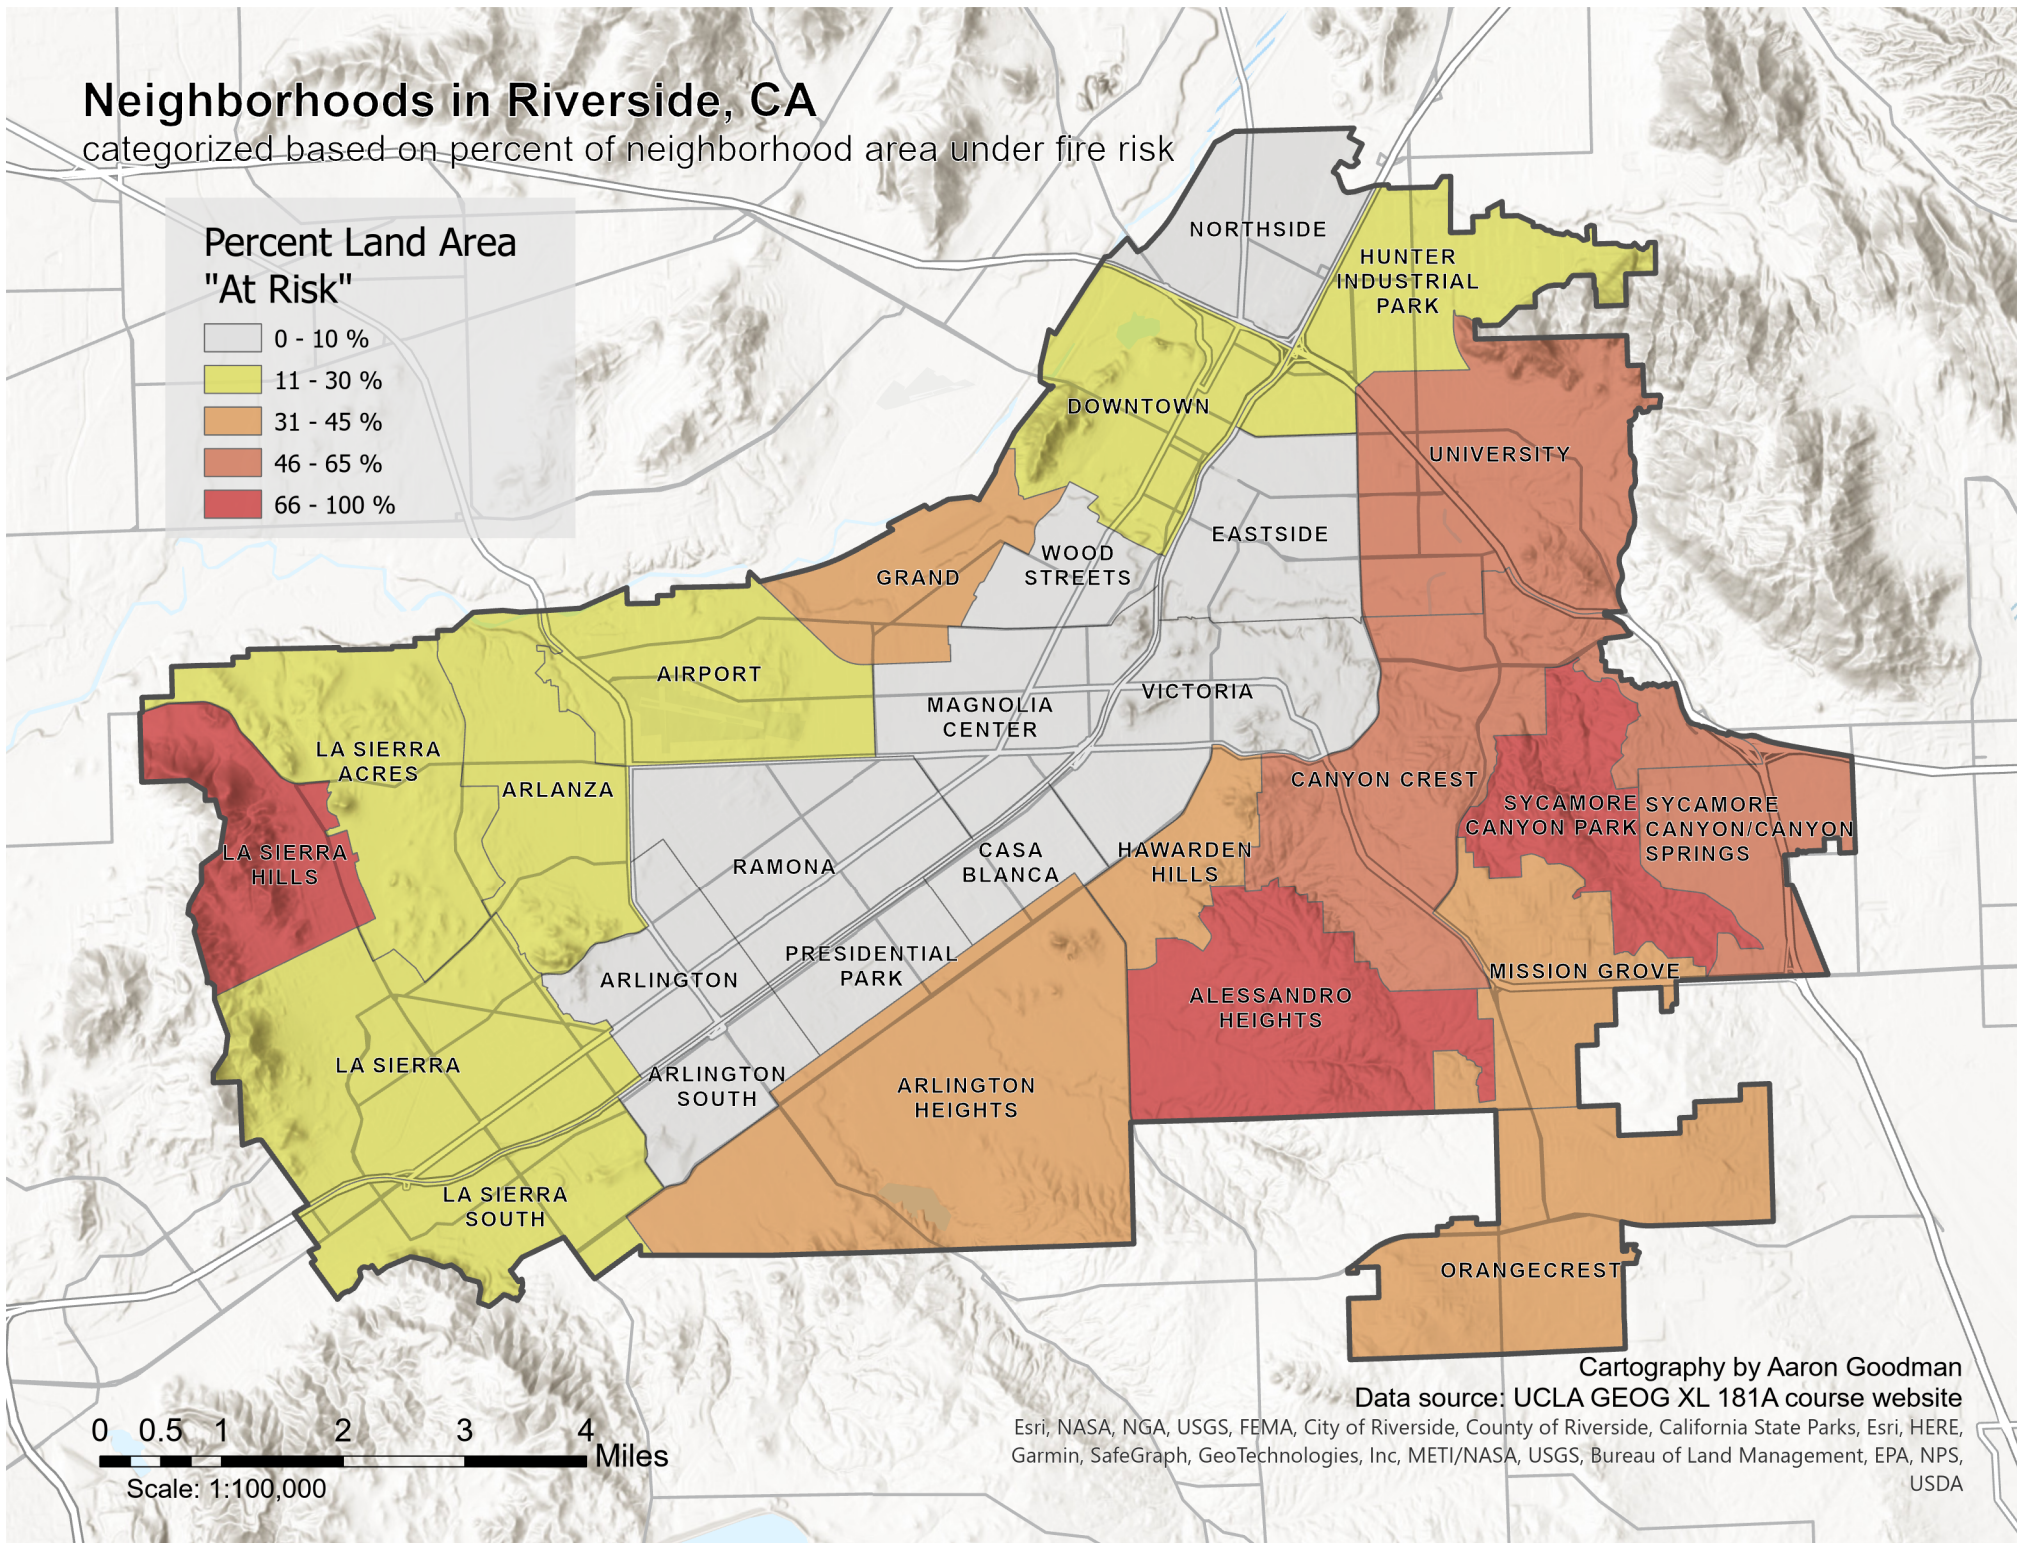 Neighborhoods in Riverside, CA
categorized based on percent of neighborhood area under fire risk
Percent Land Area
"At Risk"
0 - 10 %
11 - 30 %
31 - 45 %
46 - 65 %
66 - 100 %
NORTHSIDE
HUNTER
INDUSTRIAL
PARK
DOWNTOWN
UNIVERSITY
EASTSIDE
WOOD
STREETS
GRAND
AIRPORT
MAGNOLIA
CENTER
VICTORIA
LA SIERRA
ACRES
ARLANZA
CANYON CREST
SYCAMORE
CANYON PARK
SYCAMORE
CANYON/CANYON
SPRINGS
LA SIERRA
HILLS
RAMONA
CASA
BLANCA
HAWARDEN
HILLS
ARLINGTON
PRESIDENTIAL
PARK
MISSION GROVE
ALESSANDRO
HEIGHTS
LA SIERRA
ARLINGTON
SOUTH
ARLINGTON
HEIGHTS
LA SIERRA
SOUTH
ORANGECREST
Cartography by Aaron Goodman
Data source: UCLA GEOG XL 181A course website
Esri, NASA, NGA, USGS, FEMA, City of Riverside, County of Riverside, California State Parks, Esri, HERE,
Garmin, SafeGraph, GeoTechnologies, Inc, METI/NASA, USGS, Bureau of Land Management, EPA, NPS,
USDA
0 0.5 1 2 3 4
Miles
Scale: 1:100,000